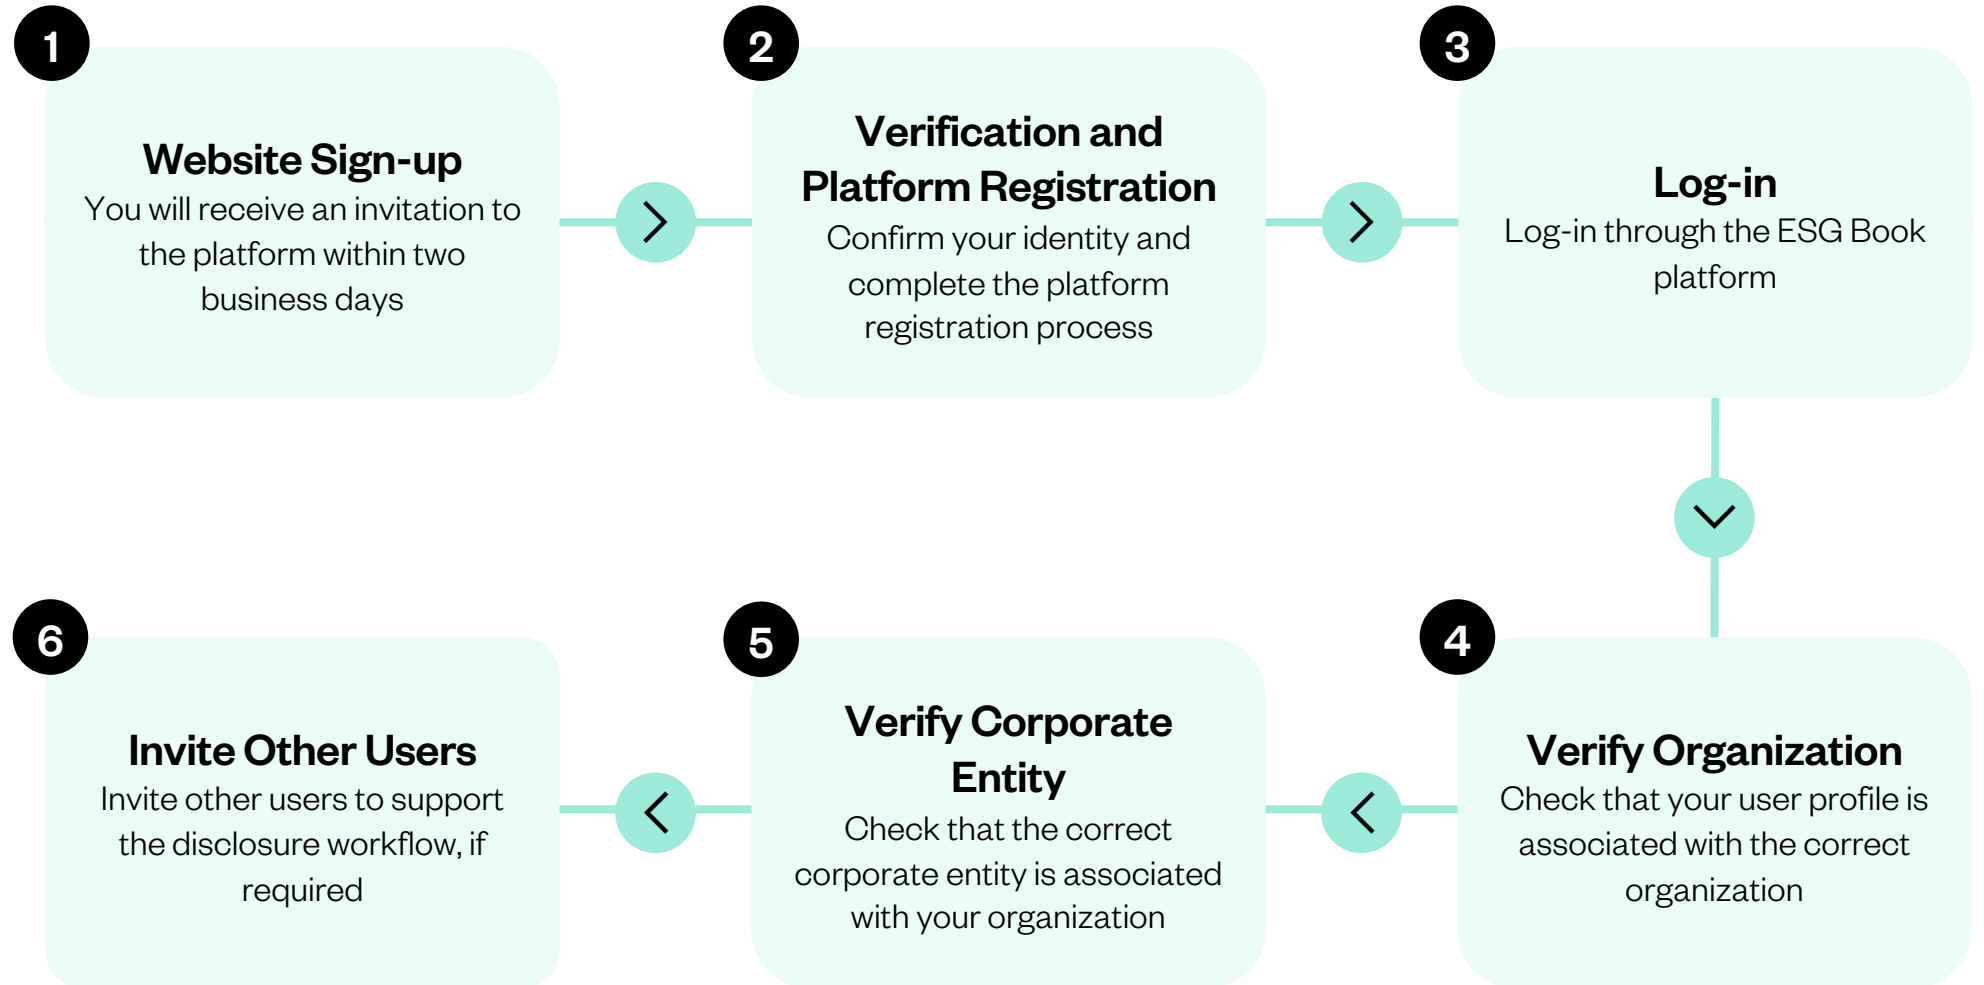 1
Website Sign-up
You will receive an invitation to
the platform within two
business days
2
Verification and
Platform Registration
Confirm your identity and
complete the platform
registration process
3
Log-in
Log-in through the ESG Book
platform
4
Verify Organization
Check that your user profile is
associated with the correct
organization
5
Verify Corporate
Entity
Check that the correct
corporate entity is associated
with your organization
6
Invite Other Users
Invite other users to support
the disclosure workflow, if
required